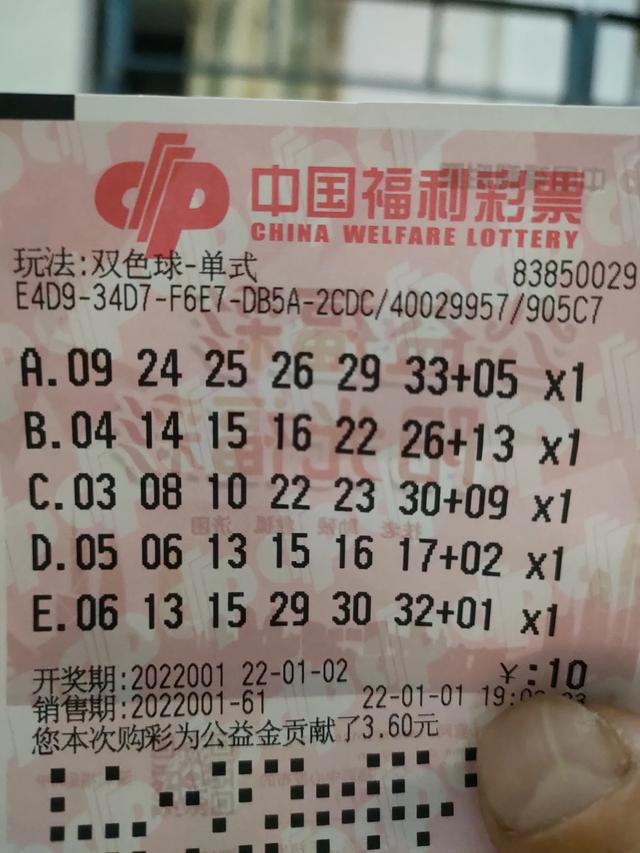 中国福利彩票
CHINA WELFARE LOTTERY
玩法:双色球-单式 83850029
E4D9-34D7-F6E7-DB5A-2CDC/40029957/905C7
A.09 24 25 26 29 33+05 x1
B.04 14 15 16 22 26+13 x1
C.03 08 10 22 23 30+09 x1
D.05 06 13 15 16 17+02 x1
E.06 13 15 29 30 32+01 x1
开奖期:2022001 22-01-02 ¥:10
销售期:2022001-61 22-01-01 19:
您本次购彩为公益金贡献了3.60元